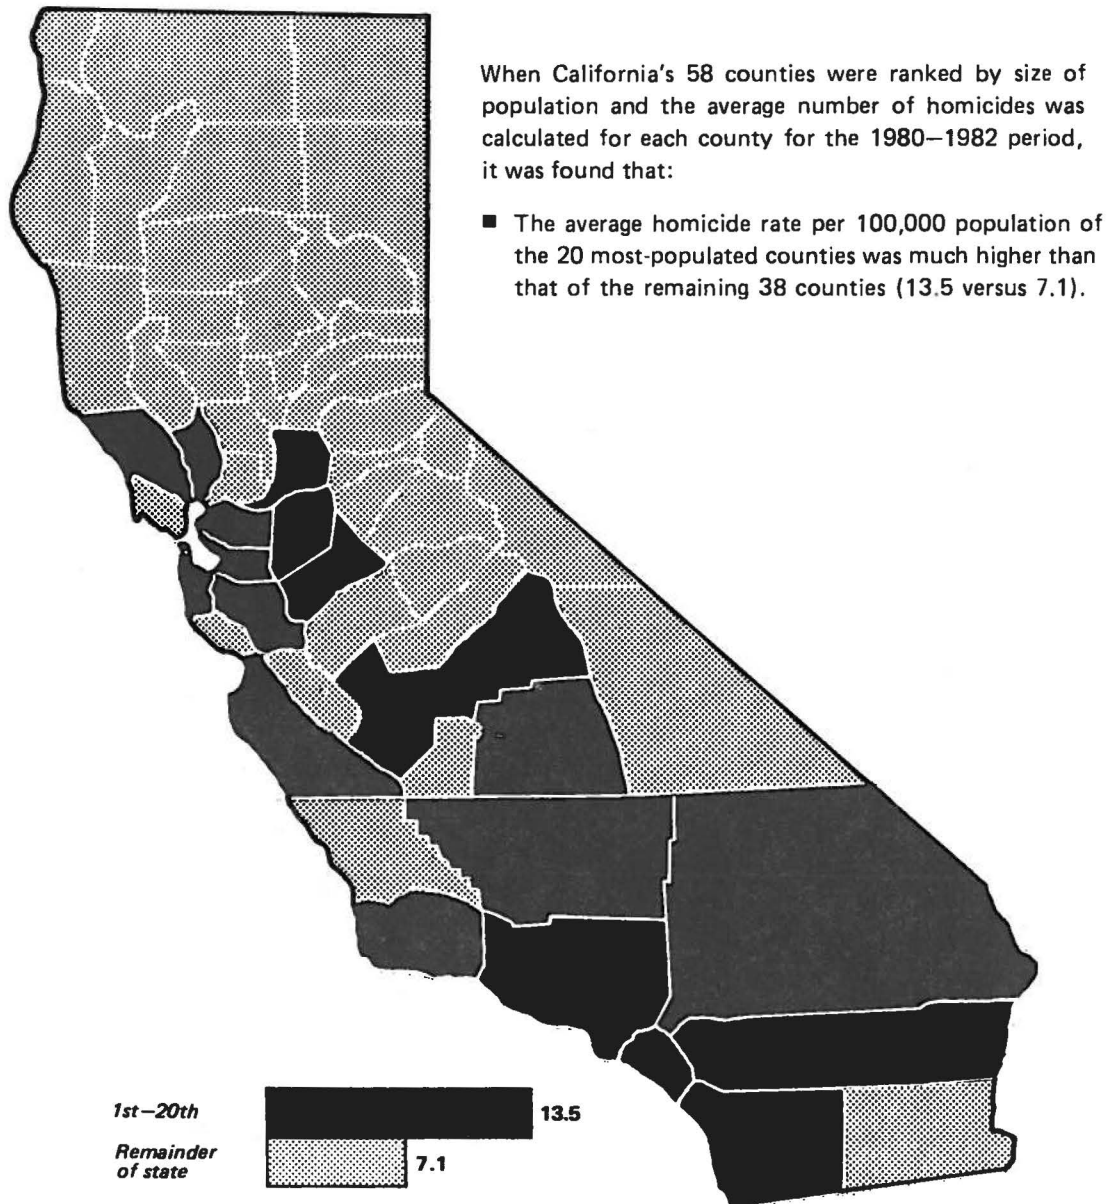 When California's 58 counties were ranked by size of
population and the average number of homicides was
calculated for each county for the 1980—1982 period,
it was found that:
■ The average homicide rate per 100,000 population of
the 20 most-populated counties was much higher than
that of the remaining 38 counties (13.5 versus 7.1).
1st—20th
13.5
Remainder
of state
7.1